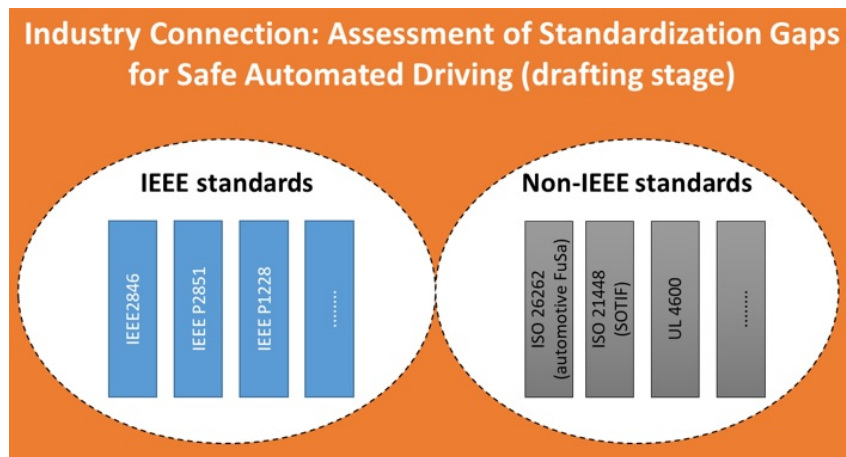 Industry Connection: Assessment of Standardization Gaps
for Safe Automated Driving (drafting stage)
IEEE standards
IEEE2846
IEEE P2851
IEEE P1228
........
Non-IEEE standards
ISO 26262
(automotive FuSa)
ISO 21448
(SOTIF)
UL 4600
........